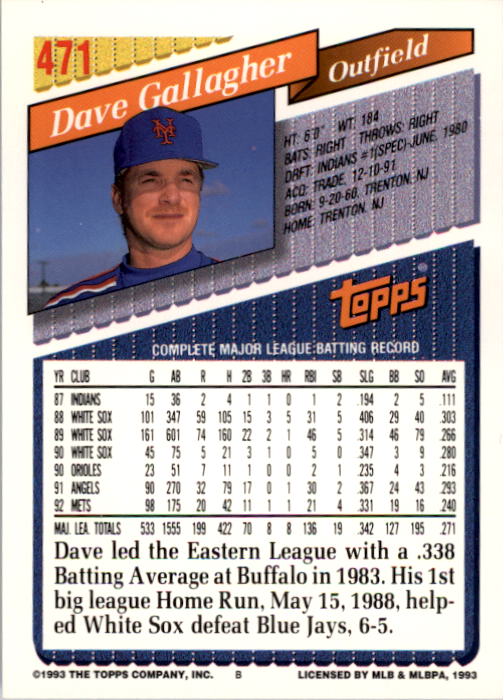 471
Dave Gallagher
Outfield
NY
HT: 6'0" WT: 184
BATS: RIGHT THROWS: RIGHT
DRFT: INDIANS #1(SPEC)-JUNE, 1980
ACQ: TRADE, 12-10-91
BORN: 9-20-60, TRENTON, NJ
HOME: TRENTON, NJ
TOPPS®
COMPLETE MAJOR LEAGUE BATTING RECORD
YR CLUB G AB R H 2B 3B HR RBI SB SLG BB SO AVG
87 INDIANS 15 36 2 4 1 1 0 1 2 .194 2 5 .111
88 WHITE SOX 101 347 59 105 15 3 5 31 5 .406 29 40 .303
89 WHITE SOX 161 601 74 160 22 2 1 46 5 .314 46 79 .266
90 WHITE SOX 45 75 5 21 3 1 0 5 0 .347 3 9 .280
90 ORIOLES 23 51 7 11 1 0 0 2 1 .235 4 3 .216
91 ANGELS 90 270 32 79 17 0 1 30 2 .367 24 43 .293
92 METS 98 175 20 42 11 1 1 21 4 .331 19 16 .240
MAJ. LEA. TOTALS 533 1555 199 422 70 8 8 136 19 .342 127 195 .271
Dave led the Eastern League with a .338
Batting Average at Buffalo in 1983. His 1st
big league Home Run, May 15, 1988, help-
ed White Sox defeat Blue Jays, 6-5.
©1993 THE TOPPS COMPANY, INC. B LICENSED BY MLB & MLBPA, 1993